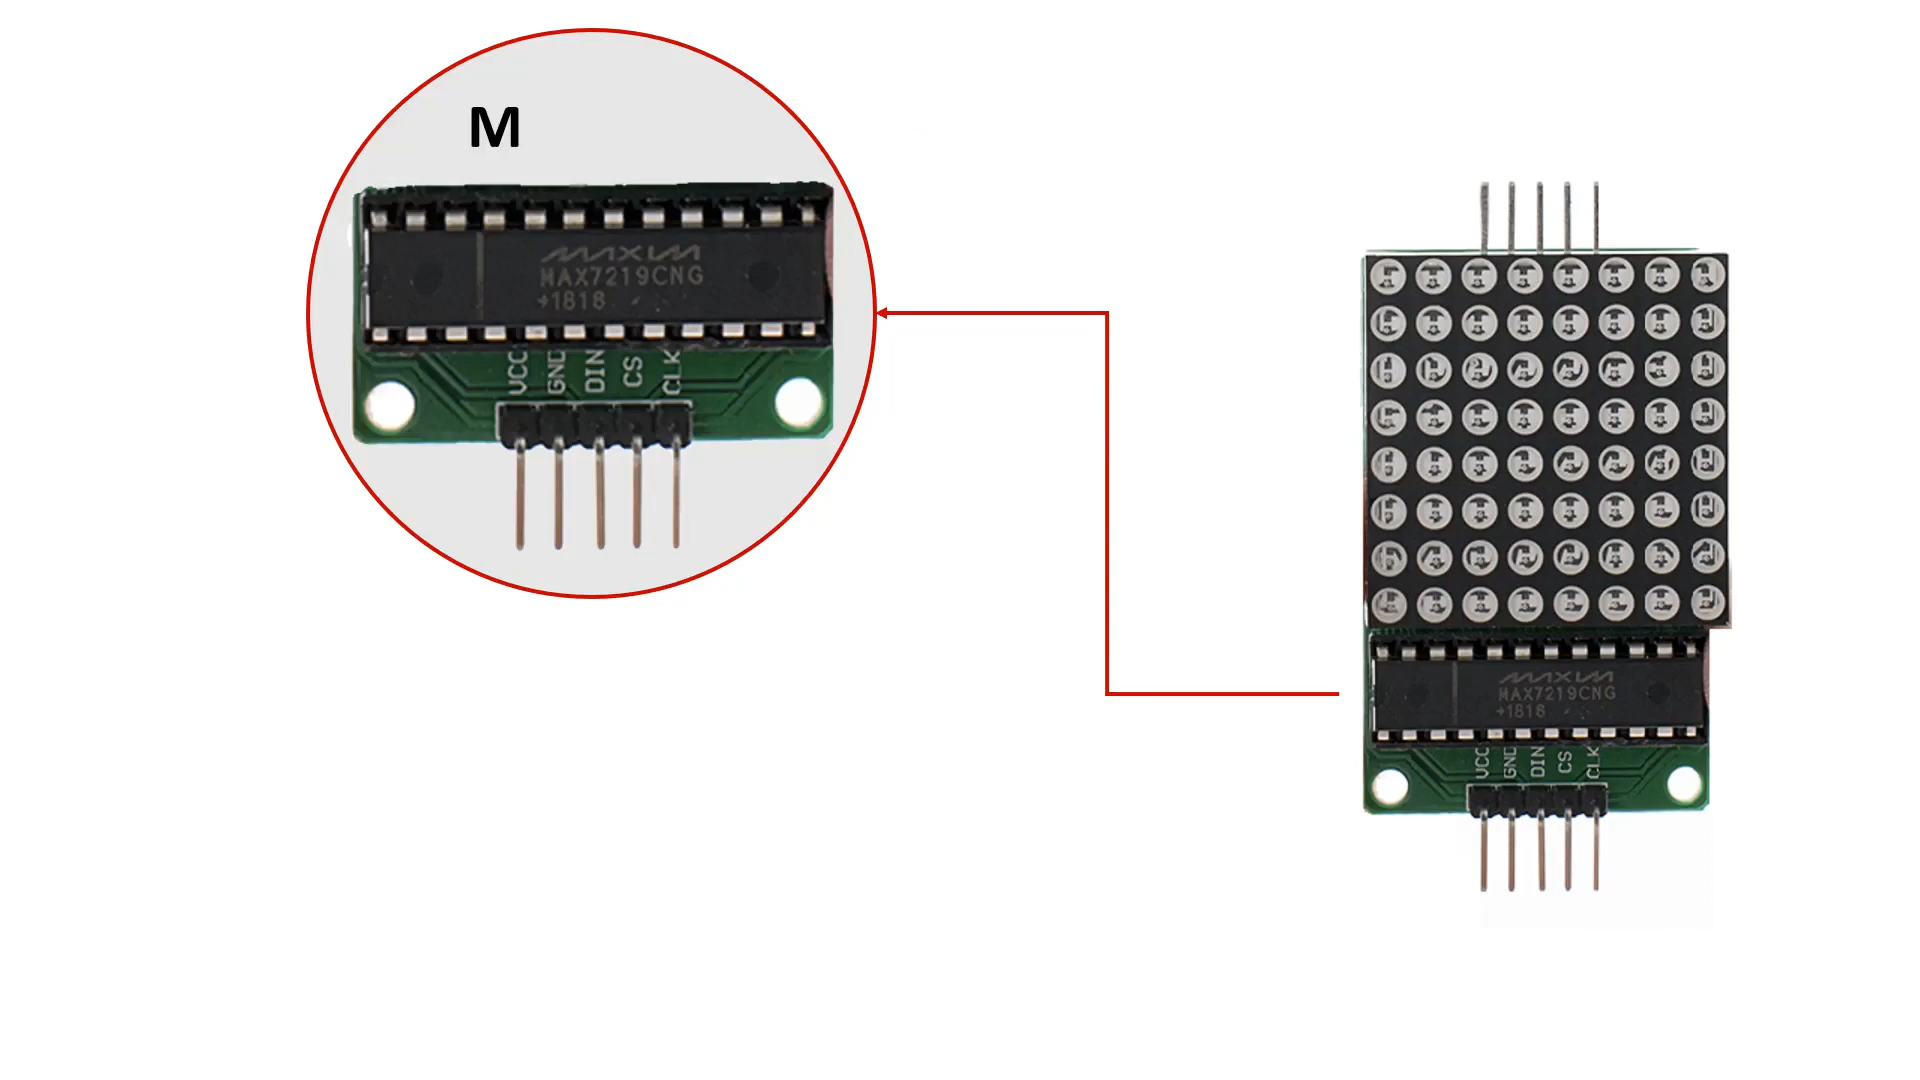 M
MAXIM
MAX7219CNG
+1818
VCC
GND
DIN
CS
CLK
MAXIM
MAX7219CNG
+1818
VCC
GND
DIN
CS
CLK